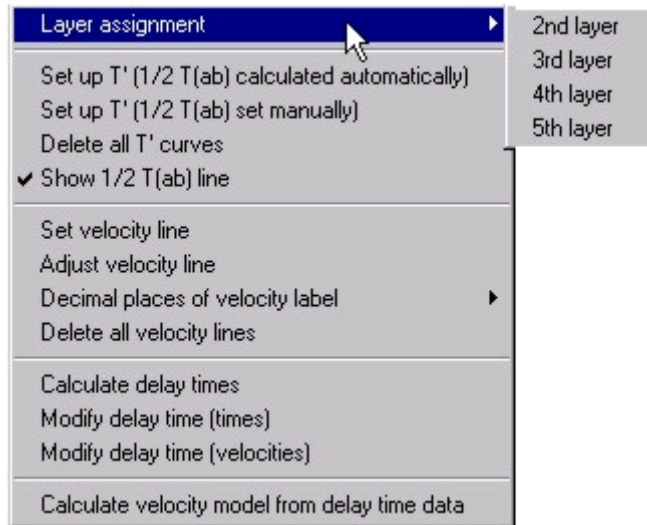 Layer assignment
2nd layer
3rd layer
4th layer
5th layer
Set up T' (1/2 T(ab) calculated automatically)
Set up T' (1/2 T(ab) set manually)
Delete all T' curves
Show 1/2 T(ab) line
Set velocity line
Adjust velocity line
Decimal places of velocity label
Delete all velocity lines
Calculate delay times
Modify delay time (times)
Modify delay time (velocities)
Calculate velocity model from delay time data